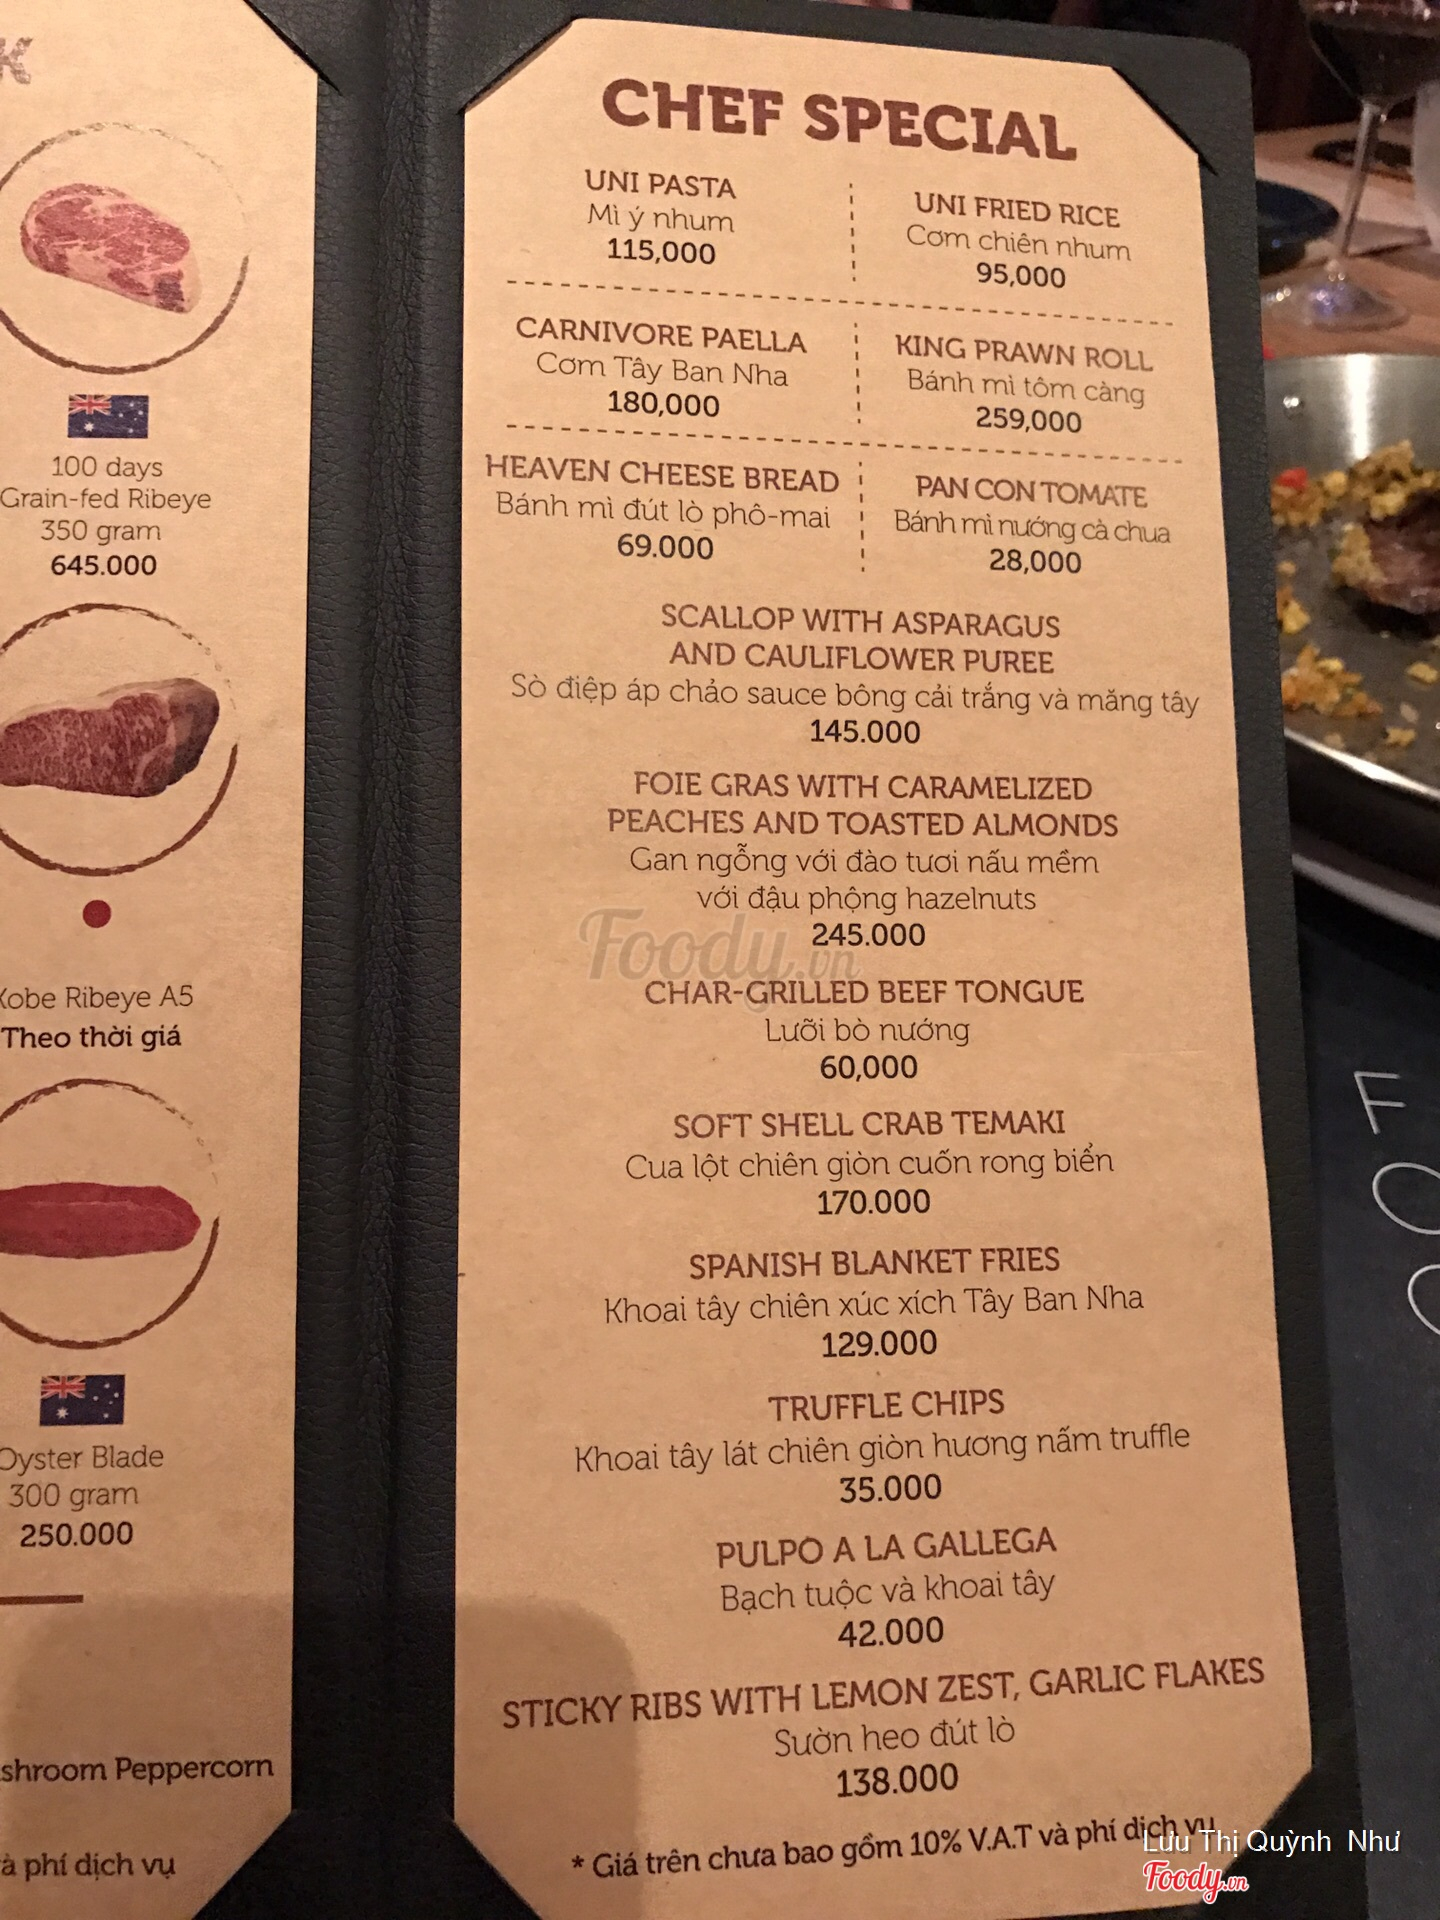 K
100 days
Grain-fed Ribeye
350 gram
645.000
Kobe Ribeye A5
Theo thời giá
Oyster Blade
300 gram
250.000
shroom Peppercorn
à phí dịch vụ
CHEF SPECIAL
UNI PASTA
Mì ý nhum
115,000
UNI FRIED RICE
Cơm chiên nhum
95,000
CARNIVORE PAELLA
Cơm Tây Ban Nha
180,000
KING PRAWN ROLL
Bánh mì tôm càng
259,000
HEAVEN CHEESE BREAD
Bánh mì đút lò phô-mai
69.000
PAN CON TOMATE
Bánh mì nướng cà chua
28,000
SCALLOP WITH ASPARAGUS
AND CAULIFLOWER PUREE
Sò điệp áp chảo sauce bông cải trắng và măng tây
145.000
FOIE GRAS WITH CARAMELIZED
PEACHES AND TOASTED ALMONDS
Gan ngỗng với đào tươi nấu mềm
với đậu phộng hazelnuts
245.000
Foody.vn
CHAR-GRILLED BEEF TONGUE
Lưỡi bò nướng
60,000
SOFT SHELL CRAB TEMAKI
Cua lột chiên giòn cuốn rong biển
170.000
SPANISH BLANKET FRIES
Khoai tây chiên xúc xích Tây Ban Nha
129.000
TRUFFLE CHIPS
Khoai tây lát chiên giòn hương nấm truffle
35.000
PULPO A LA GALLEGA
Bạch tuộc và khoai tây
42.000
STICKY RIBS WITH LEMON ZEST, GARLIC FLAKES
Sườn heo đút lò
138.000
* Giá trên chưa bao gồm 10% V.A.T và phí dịch vụ
Lưu Thị Quỳnh Như
Foody.vn
F O